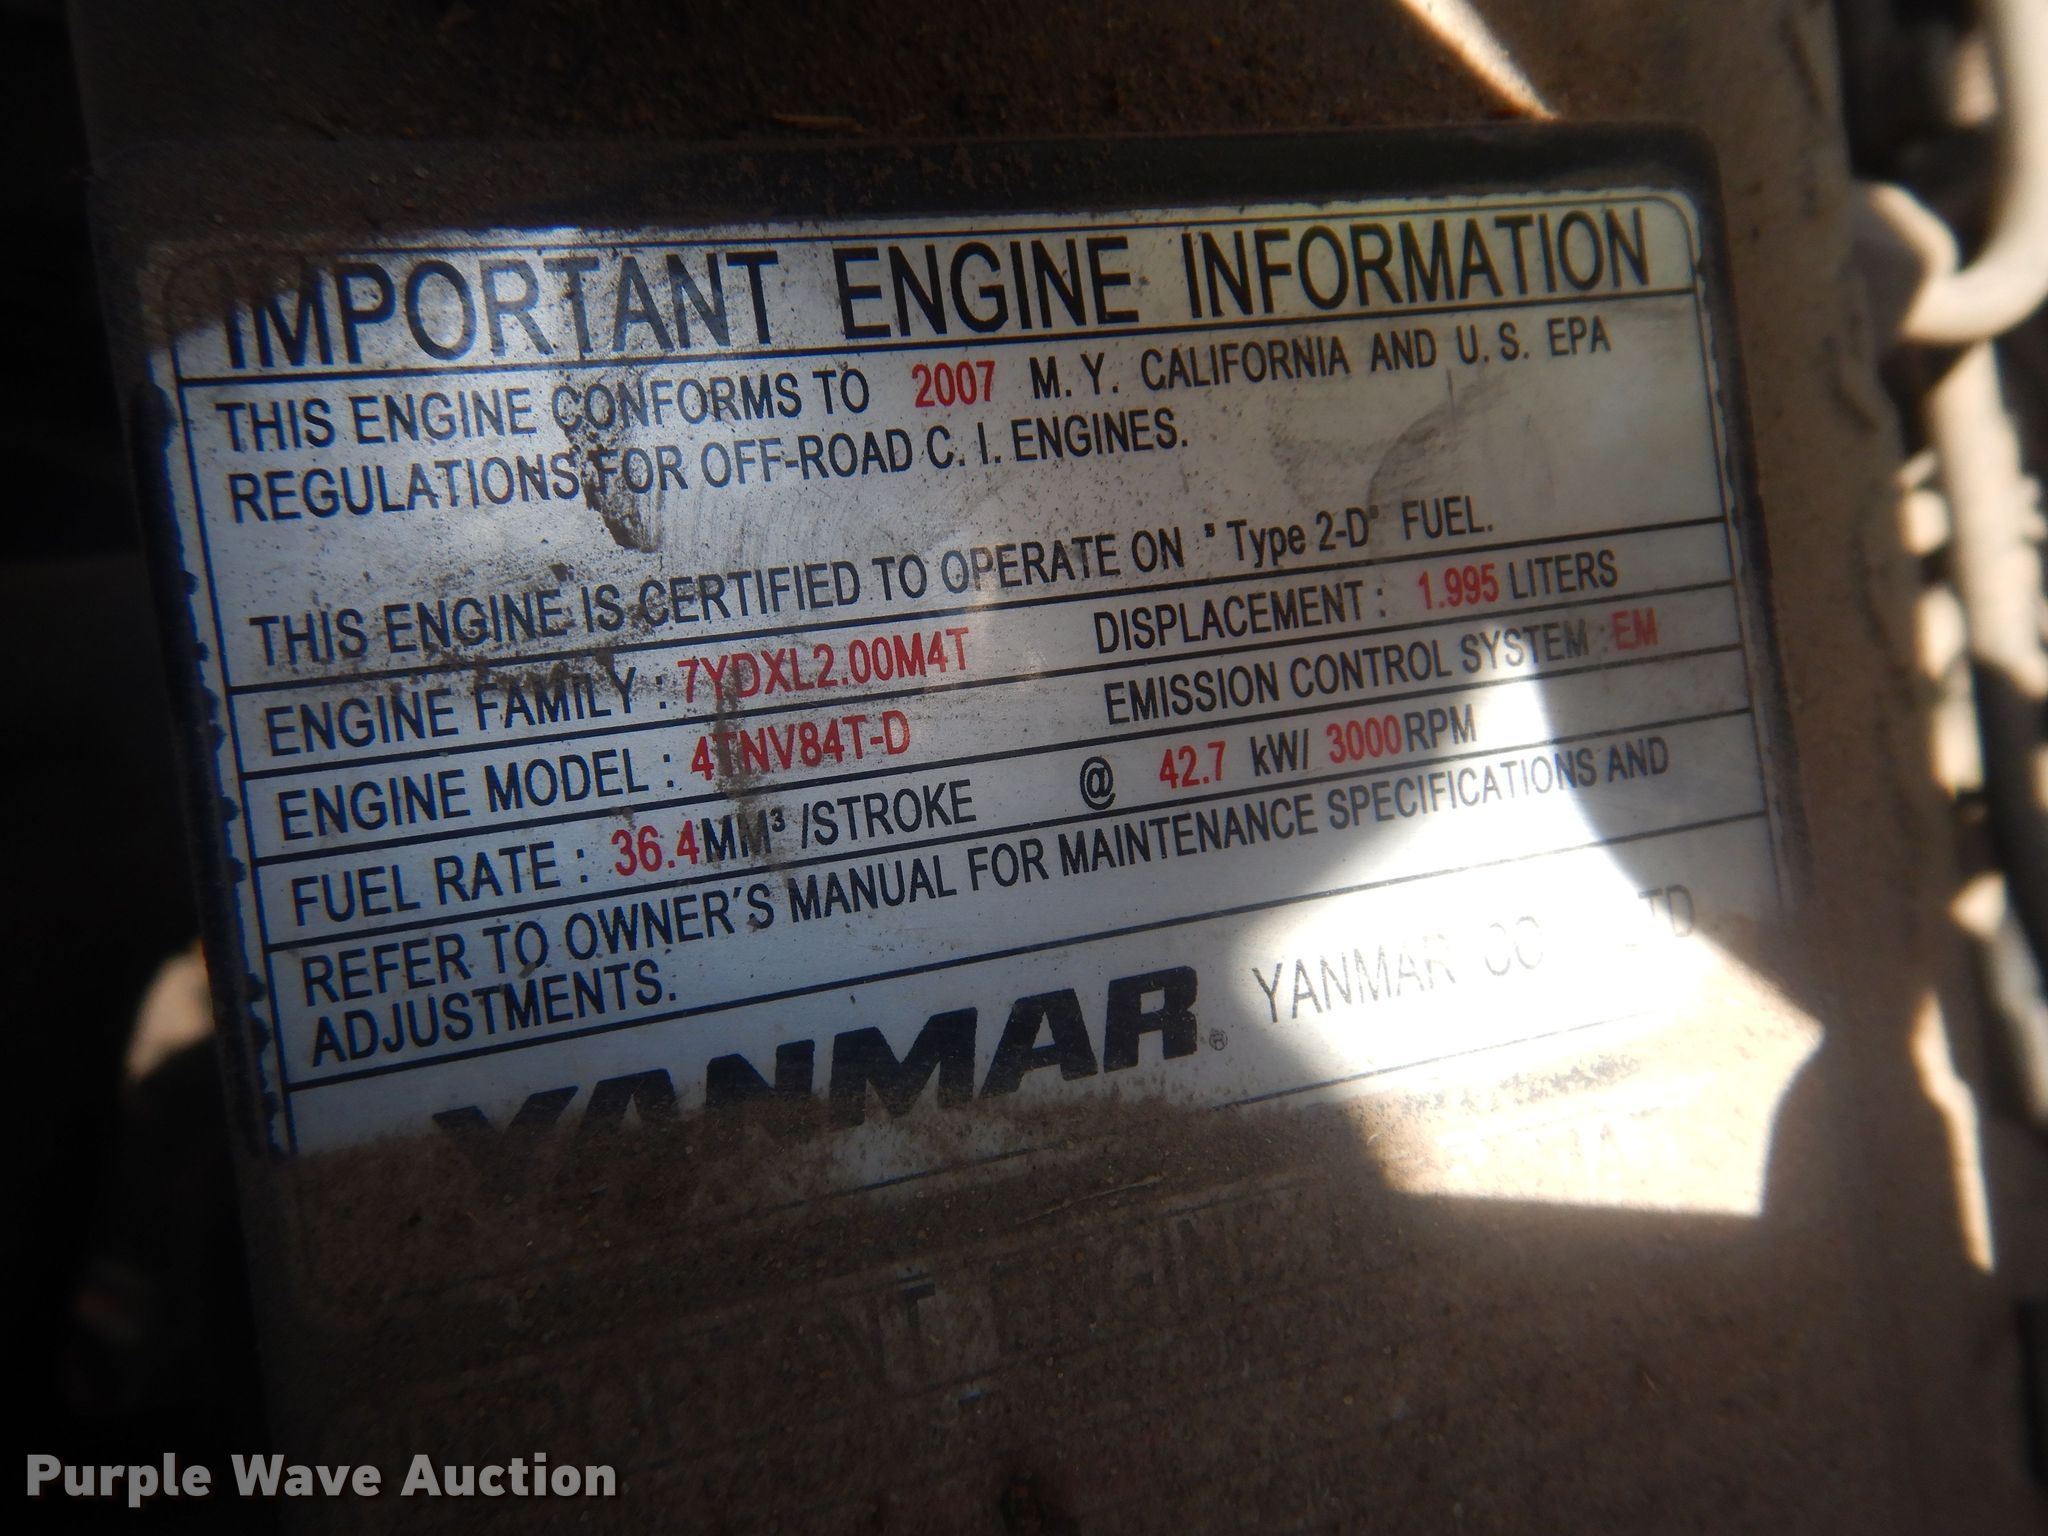 IMPORTANT ENGINE INFORMATION
THIS ENGINE CONFORMS TO 2007 M. Y. CALIFORNIA AND U. S. EPA
REGULATIONS FOR OFF-ROAD C. I. ENGINES.
THIS ENGINE IS CERTIFIED TO OPERATE ON "Type 2-D" FUEL.
ENGINE FAMILY : 7YDXL2.00M4T DISPLACEMENT : 1.995 LITERS
ENGINE MODEL : 4TNV84T-D EMISSION CONTROL SYSTEM : EM
FUEL RATE : 36.4MM³ /STROKE @ 42.7 kW/ 3000RPM
REFER TO OWNER'S MANUAL FOR MAINTENANCE SPECIFICATIONS AND
ADJUSTMENTS.
YANMAR® YANMAR CO LTD
Purple Wave Auction